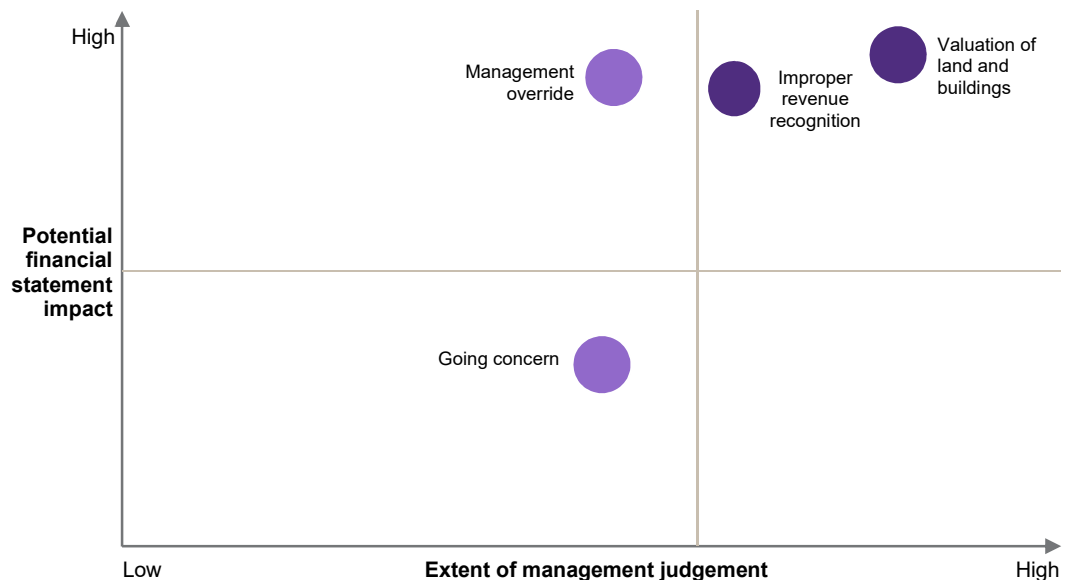 High
Management
override
Improper
revenue
recognition
Valuation of
land and
buildings
Potential
financial
statement
impact
Going concern
Low
Extent of management judgement
High